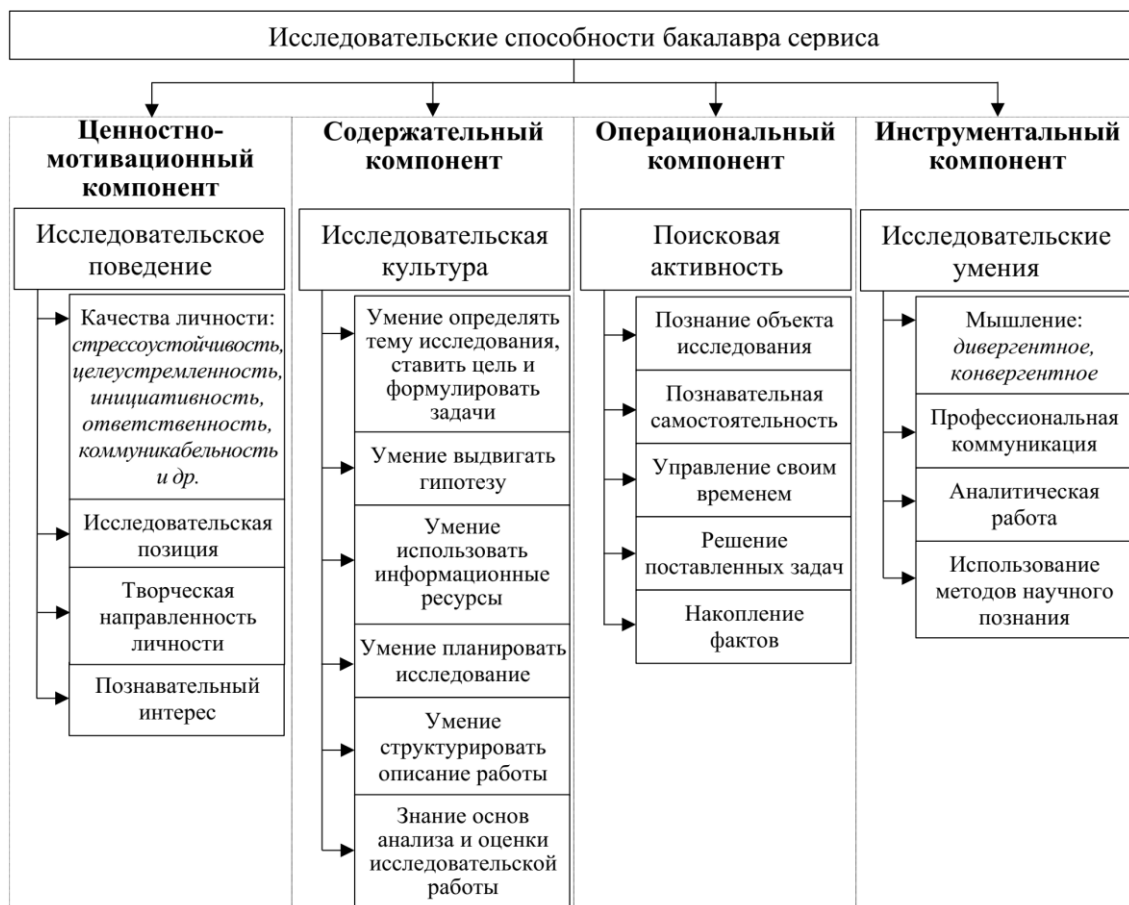 Исследовательские способности бакалавра сервиса
Ценностно-
мотивационный
компонент
Исследовательское
поведение
Качества личности:
стрессоустойчивость,
целеустремленность,
инициативность,
ответственность,
коммуникабельность
и др.
Исследовательская
позиция
Творческая
направленность
личности
Познавательный
интерес
Содержательный
компонент
Исследовательская
культура
Умение определять
тему исследования,
ставить цель и
формулировать
задачи
Умение выдвигать
гипотезу
Умение
использовать
информационные
ресурсы
Умение планировать
исследование
Умение
структурировать
описание работы
Знание основ
анализа и оценки
исследовательской
работы
Операциональный
компонент
Поисковая
активность
Познание объекта
исследования
Познавательная
самостоятельность
Управление своим
временем
Решение
поставленных задач
Накопление
фактов
Инструментальный
компонент
Исследовательские
умения
Мышление:
дивергентное,
конвергентное
Профессиональная
коммуникация
Аналитическая
работа
Использование
методов научного
познания